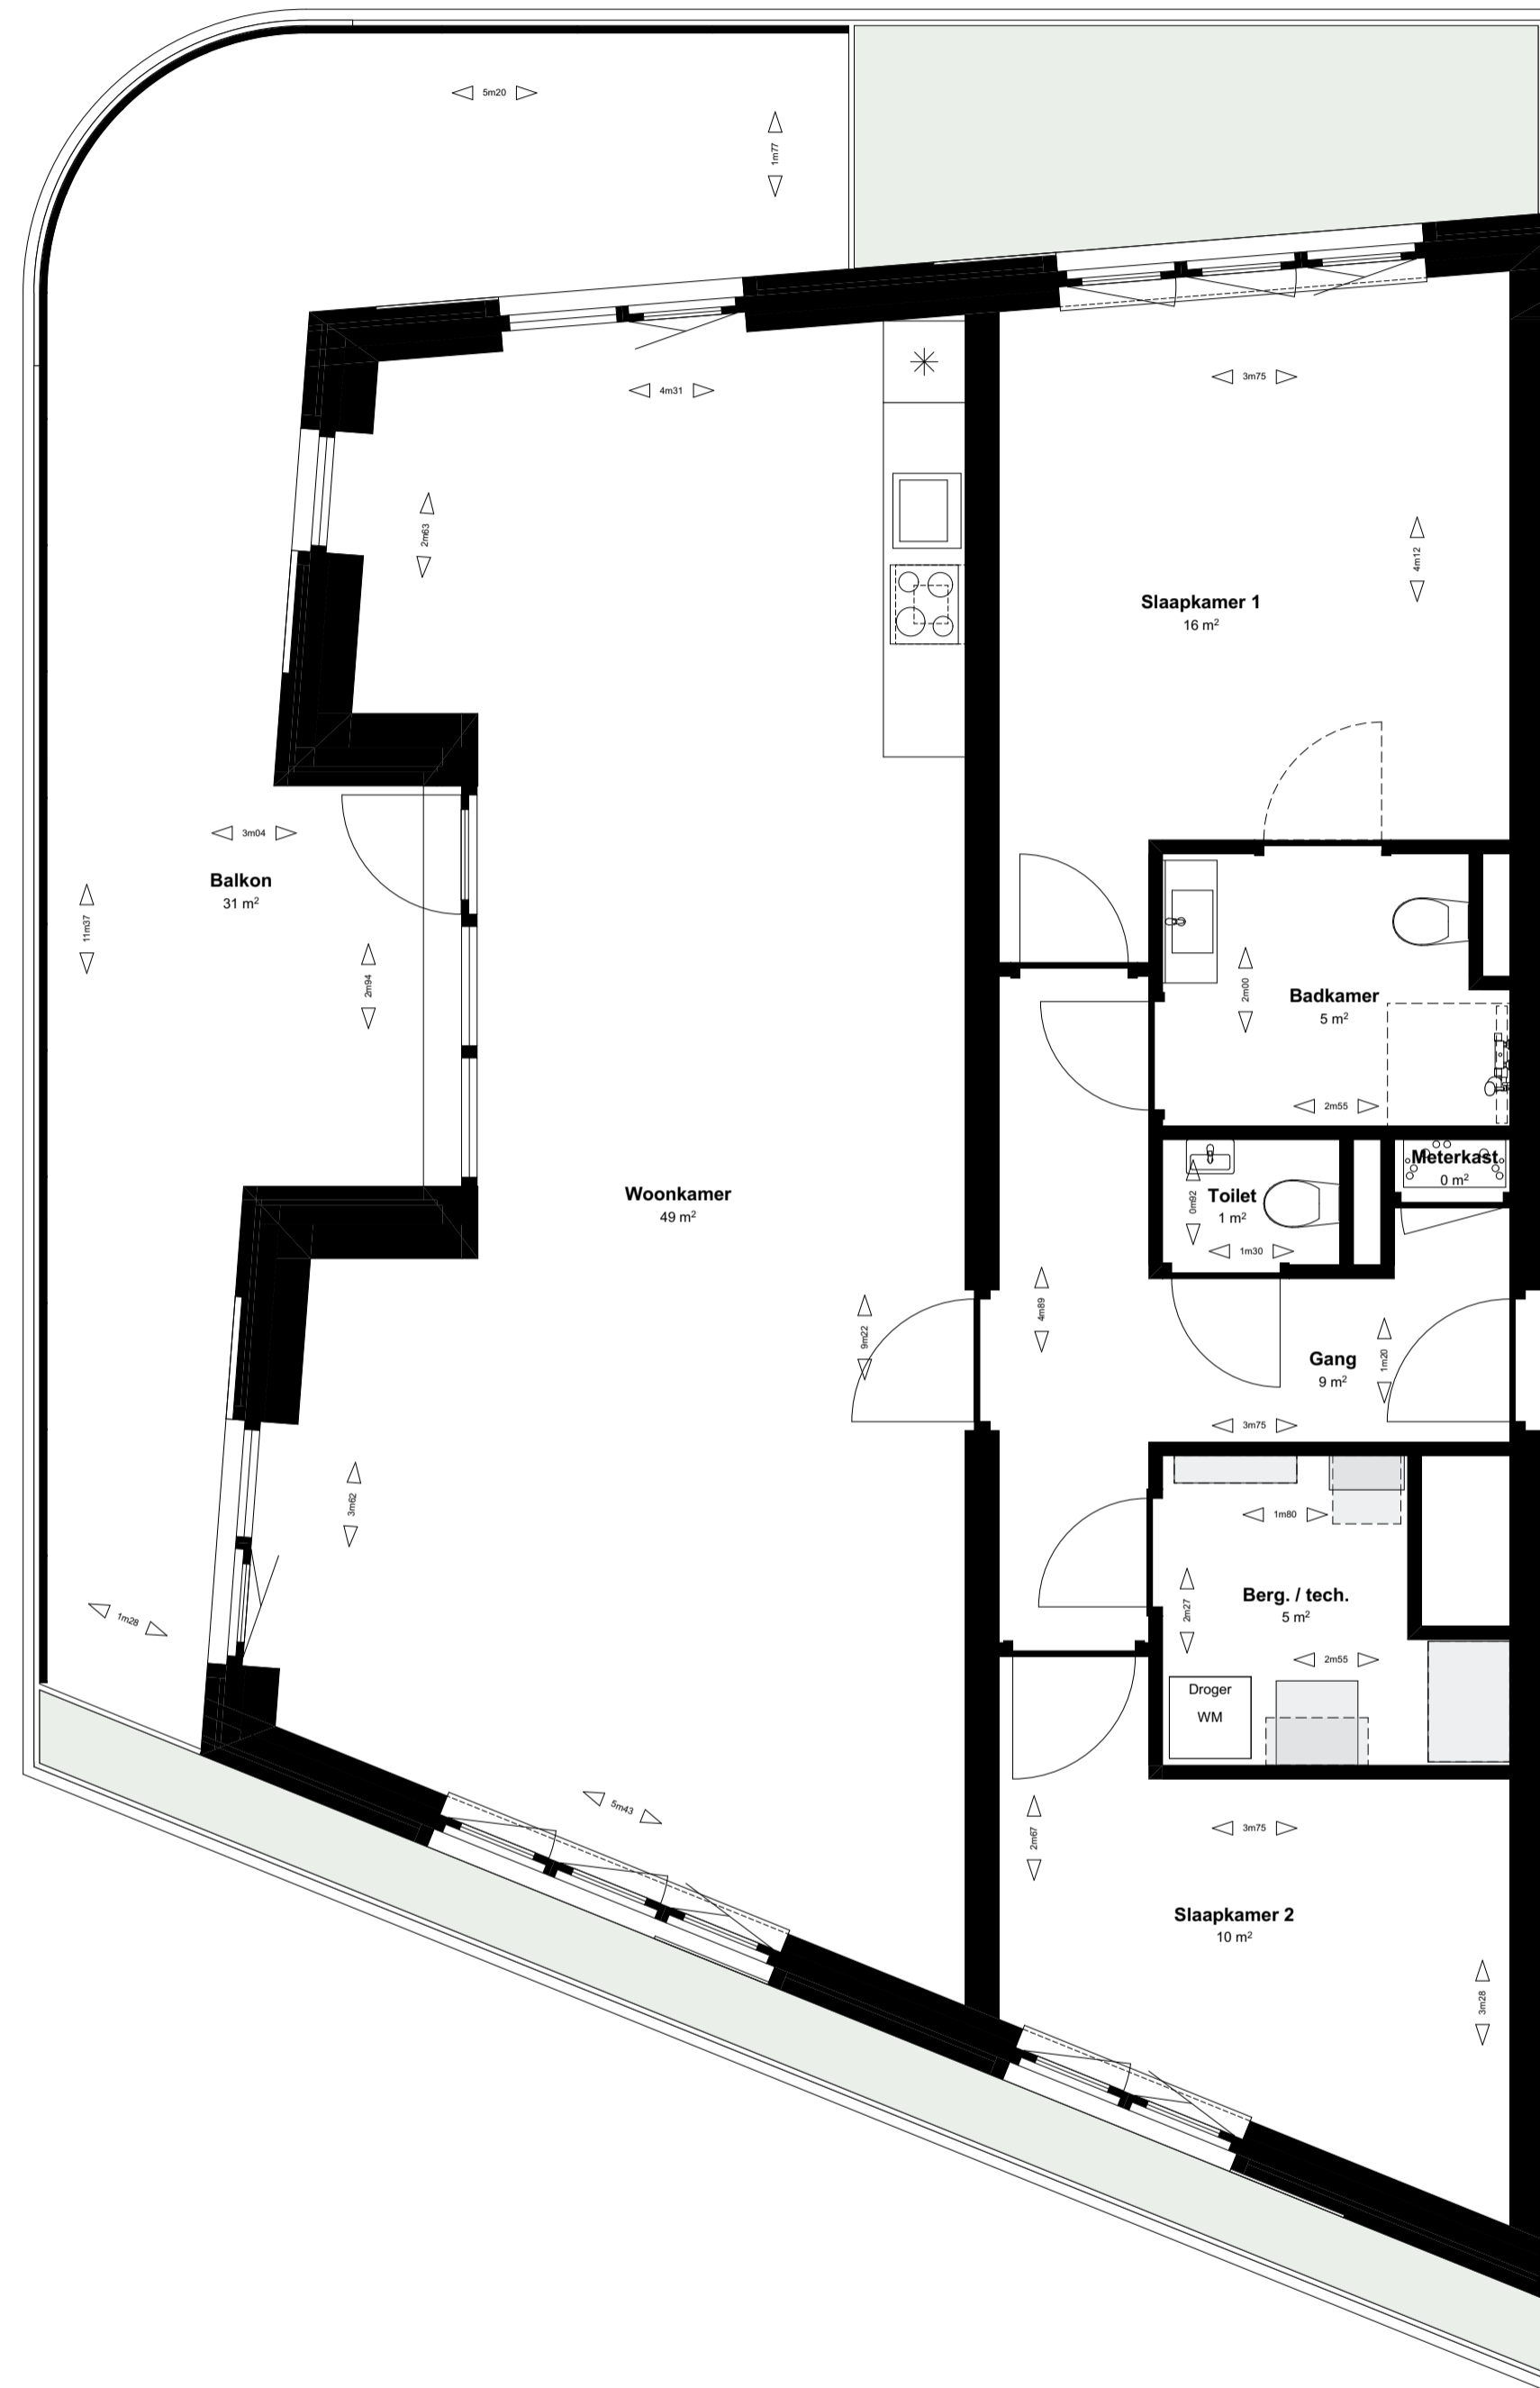 5m20
1m77
4m31
3m75
2m63
4m12
Slaapkamer 1
16 m²
3m04
Balkon
31 m²
11m37
2m94
2m00
Badkamer
5 m²
2m55
Meterkast
0 m²
Woonkamer
49 m²
0m92
Toilet
1 m²
1m30
4m89
9m22
Gang
9 m²
1m20
3m75
3m62
1m80
1m28
2m27
Berg. / tech.
5 m²
2m55
Droger
WM
5m43
2m67
3m75
Slaapkamer 2
10 m²
3m28